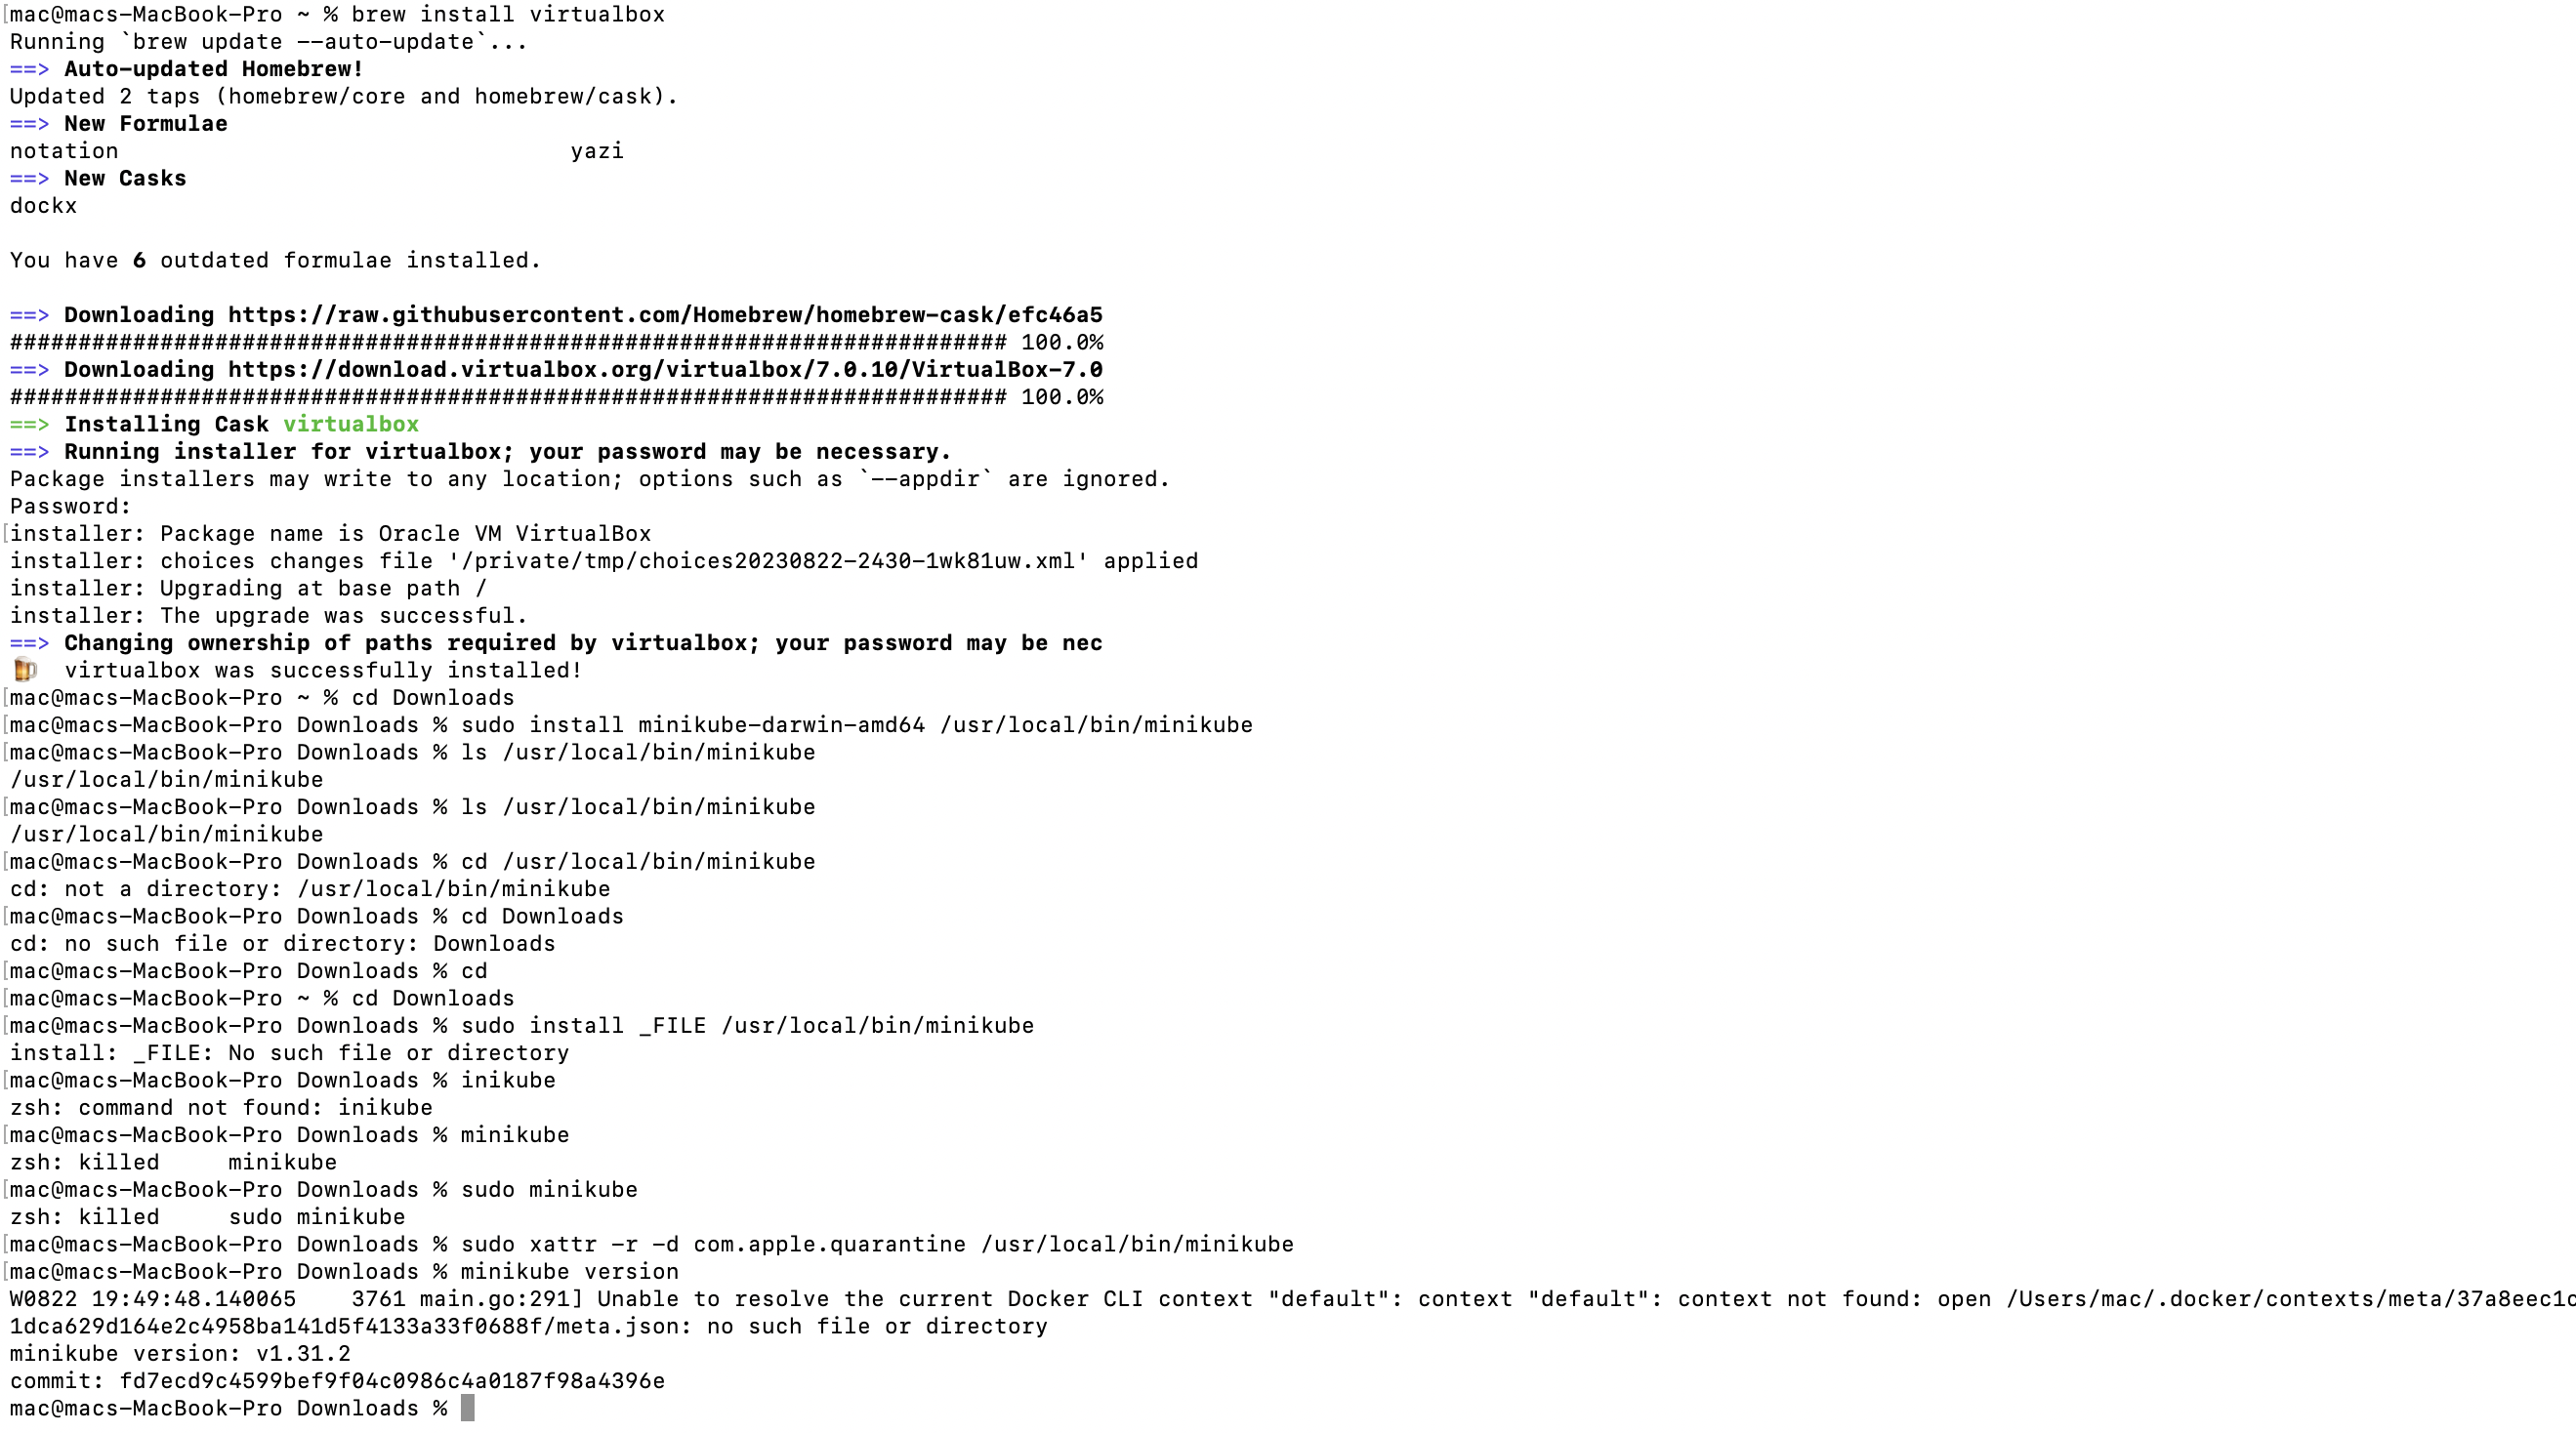 [mac@macs-MacBook-Pro ~ % brew install virtualbox
Running `brew update --auto-update`...
==> Auto-updated Homebrew!
Updated 2 taps (homebrew/core and homebrew/cask).
==> New Formulae
notation yazi
==> New Casks
dockx
You have 6 outdated formulae installed.
==> Downloading https://raw.githubusercontent.com/Homebrew/homebrew-cask/efc46a5
######################################################################### 100.0%
==> Downloading https://download.virtualbox.org/virtualbox/7.0.10/VirtualBox-7.0
######################################################################### 100.0%
==> Installing Cask virtualbox
==> Running installer for virtualbox; your password may be necessary.
Package installers may write to any location; options such as `--appdir` are ignored.
Password:
[installer: Package name is Oracle VM VirtualBox
installer: choices changes file '/private/tmp/choices20230822-2430-1wk81uw.xml' applied
installer: Upgrading at base path /
installer: The upgrade was successful.
==> Changing ownership of paths required by virtualbox; your password may be nec
🍺 virtualbox was successfully installed!
[mac@macs-MacBook-Pro ~ % cd Downloads
[mac@macs-MacBook-Pro Downloads % sudo install minikube-darwin-amd64 /usr/local/bin/minikube
[mac@macs-MacBook-Pro Downloads % ls /usr/local/bin/minikube
/usr/local/bin/minikube
[mac@macs-MacBook-Pro Downloads % ls /usr/local/bin/minikube
/usr/local/bin/minikube
[mac@macs-MacBook-Pro Downloads % cd /usr/local/bin/minikube
cd: not a directory: /usr/local/bin/minikube
[mac@macs-MacBook-Pro Downloads % cd Downloads
cd: no such file or directory: Downloads
[mac@macs-MacBook-Pro Downloads % cd
[mac@macs-MacBook-Pro ~ % cd Downloads
[mac@macs-MacBook-Pro Downloads % sudo install _FILE /usr/local/bin/minikube
install: _FILE: No such file or directory
[mac@macs-MacBook-Pro Downloads % inikube
zsh: command not found: inikube
[mac@macs-MacBook-Pro Downloads % minikube
zsh: killed minikube
[mac@macs-MacBook-Pro Downloads % sudo minikube
zsh: killed sudo minikube
[mac@macs-MacBook-Pro Downloads % sudo xattr -r -d com.apple.quarantine /usr/local/bin/minikube
[mac@macs-MacBook-Pro Downloads % minikube version
W0822 19:49:48.140065 3761 main.go:291] Unable to resolve the current Docker CLI context "default": context "default": context not found: open /Users/mac/.docker/contexts/meta/37a8eec1c
1dca629d164e2c4958ba141d5f4133a33f0688f/meta.json: no such file or directory
minikube version: v1.31.2
commit: fd7ecd9c4599bef9f04c0986c4a0187f98a4396e
mac@macs-MacBook-Pro Downloads %